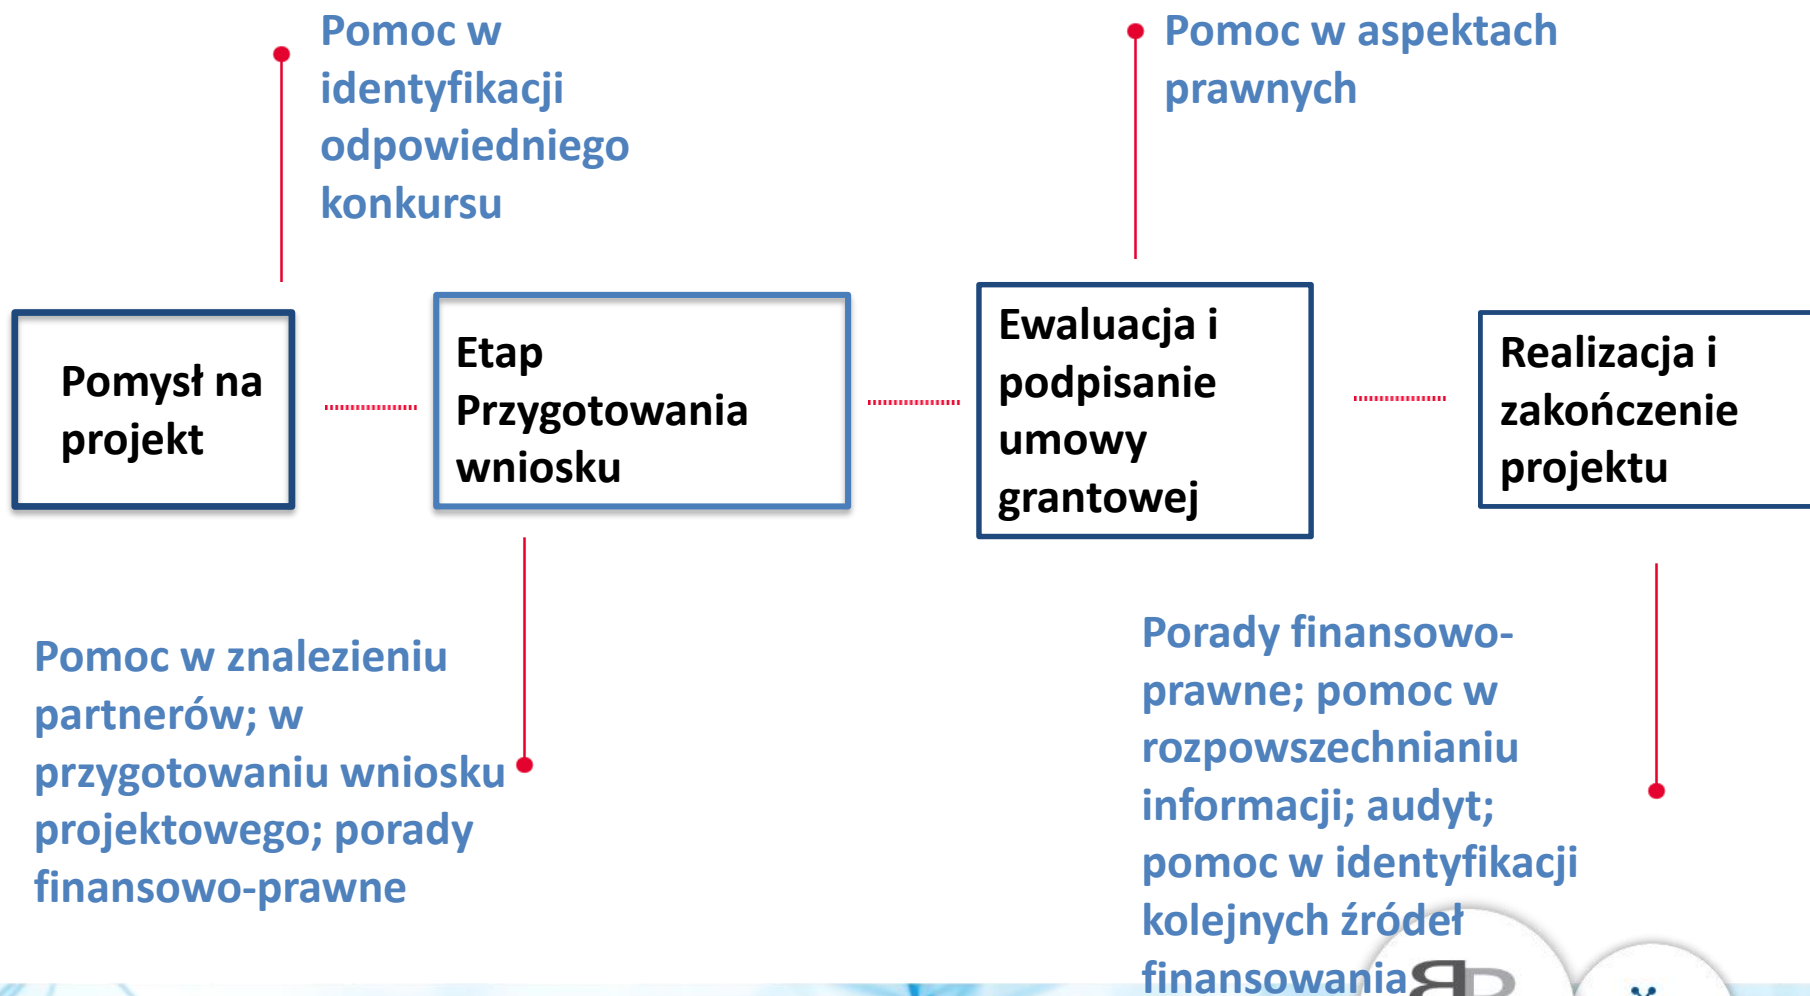 Pomoc w
identyfikacji
odpowiedniego
konkursu
Pomoc w aspektach
prawnych
Pomysł na
projekt
Etap
Przygotowania
wniosku
Ewaluacja i
podpisanie
umowy
grantowej
Realizacja i
zakończenie
projektu
Pomoc w znalezieniu
partnerów; w
przygotowaniu wniosku
projektowego; porady
finansowo-prawne
Porady finansowo-
prawne; pomoc w
rozpowszechnianiu
informacji; audyt;
pomoc w identyfikacji
kolejnych źródeł
finansowania